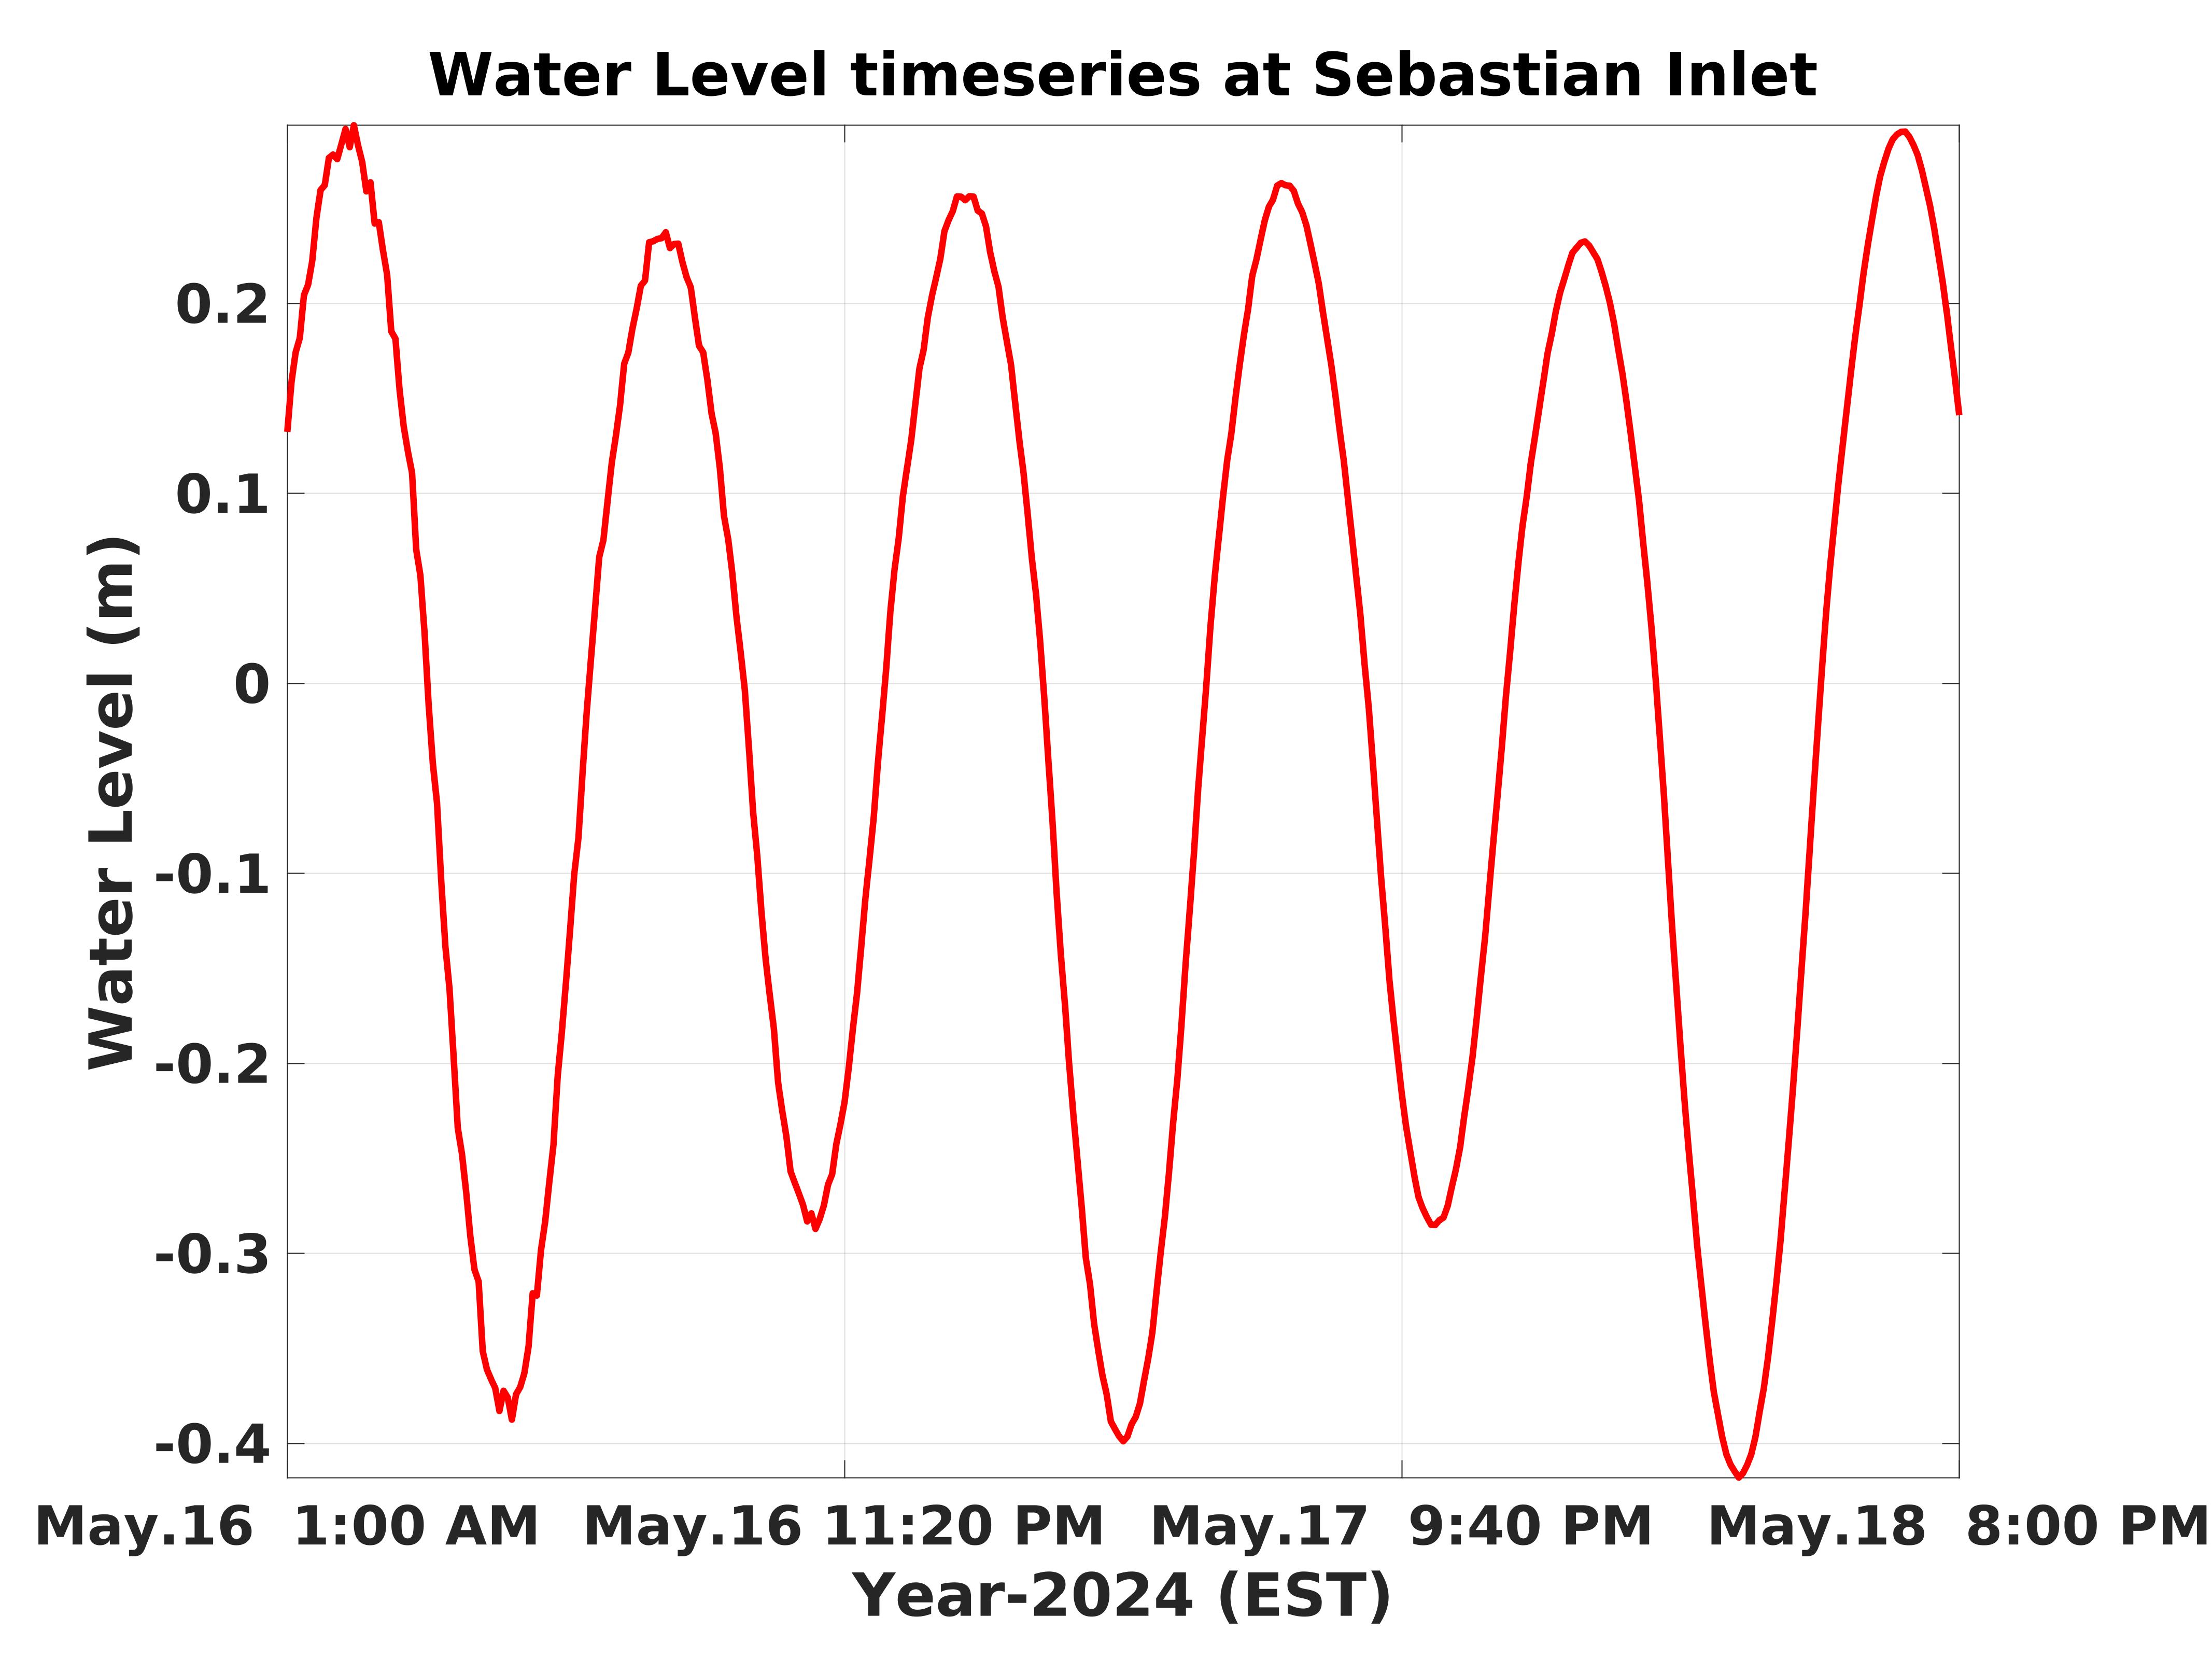 Water Level timeseries at Sebastian Inlet
Water Level (m)
0.2
0.1
0
-0.1
-0.2
-0.3
-0.4
May.16 1:00 AM May.16 11:20 PM May.17 9:40 PM May.18 8:00 PM
Year-2024 (EST)